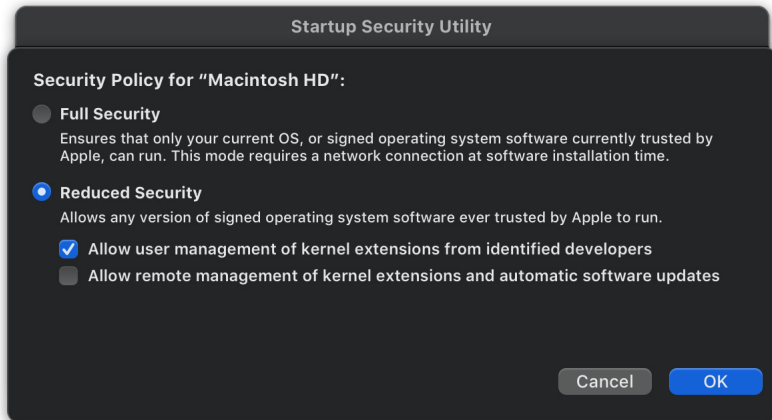 Startup Security Utility
Security Policy for “Macintosh HD”:
Full Security
Ensures that only your current OS, or signed operating system software currently trusted by
Apple, can run. This mode requires a network connection at software installation time.
Reduced Security
Allows any version of signed operating system software ever trusted by Apple to run.
Allow user management of kernel extensions from identified developers
Allow remote management of kernel extensions and automatic software updates
Cancel
OK